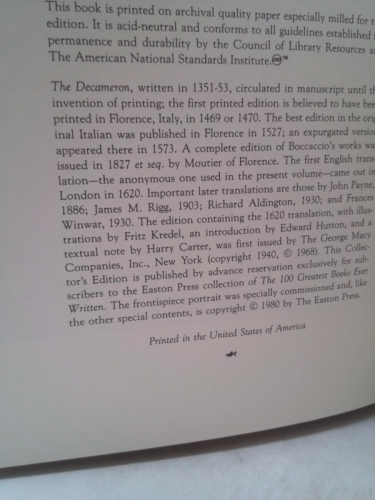 This book is printed on archival quality paper especially milled for
edition. It is acid-neutral and conforms to all guidelines established
permanence and durability by the Council of Library Resources
The American National Standards Institute.∞™
The Decameron, written in 1351-53, circulated in manuscript until
invention of printing; the first printed edition is believed to have
printed in Florence, Italy, in 1469 or 1470. The best edition in the orig
inal Italian was published in Florence in 1527; an expurgated version
appeared there in 1573. A complete edition of Boccaccio's works was
issued in 1827 et seq. by Moutier of Florence. The first English trans
lation—the anonymous one used in the present volume—came out in
London in 1620. Important later translations are those by John Payne,
1886; James M. Rigg, 1903; Richard Aldington, 1930; and Frances
Winwar, 1930. The edition containing the 1620 translation, with illus-
trations by Fritz Kredel, an introduction by Edward Hutton, and a
textual note by Harry Carter, was first issued by The George Macy
Companies, Inc., New York (copyright 1940, © 1968). This Collec-
tor's Edition is published by advance reservation exclusively for sub-
scribers to the Easton Press collection of The 100 Greatest Books Ever
Written. The frontispiece portrait was specially commissioned and, like
the other special contents, is copyright © 1980 by The Easton Press.
Printed in the United States of America